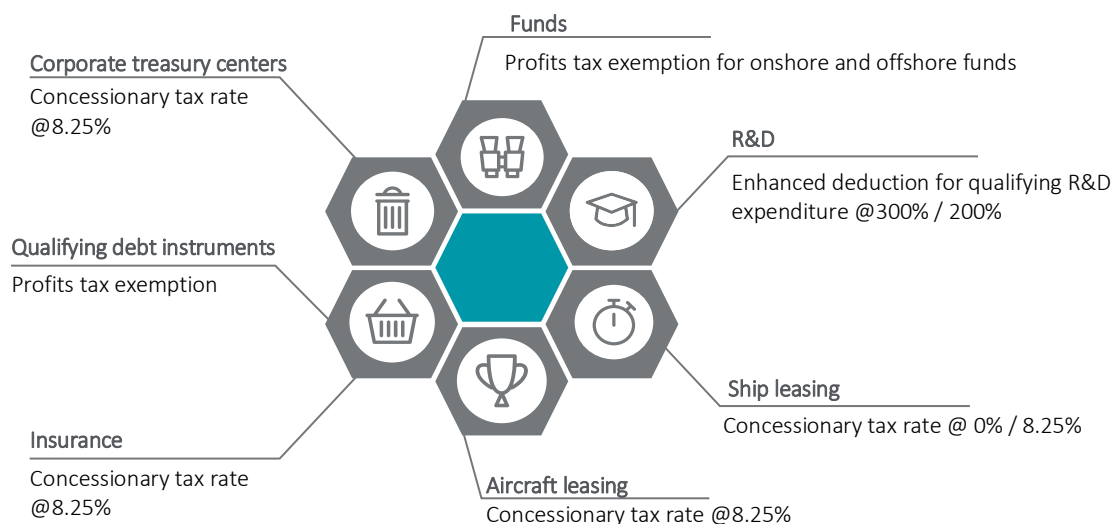 Funds
Profits tax exemption for onshore and offshore funds
Corporate treasury centers
Concessionary tax rate
@8.25%
R&D
Enhanced deduction for qualifying R&D
expenditure @300% / 200%
Qualifying debt instruments
Profits tax exemption
Ship leasing
Concessionary tax rate @ 0% / 8.25%
Insurance
Concessionary tax rate
@8.25%
Aircraft leasing
Concessionary tax rate @8.25%